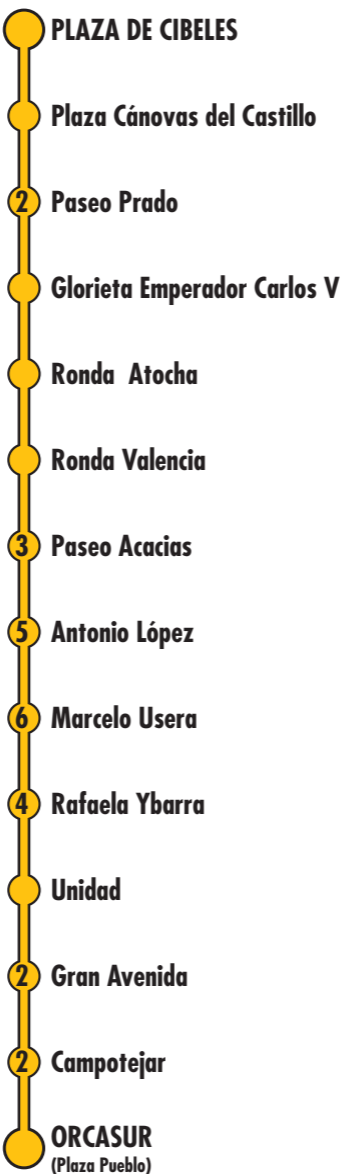 PLAZA DE CIBELES
Plaza Cánovas del Castillo
2 Paseo Prado
Glorieta Emperador Carlos V
Ronda Atocha
Ronda Valencia
3 Paseo Acacias
5 Antonio López
6 Marcelo Usera
4 Rafaela Ybarra
Unidad
2 Gran Avenida
2 Campotejar
ORCASUR
(Plaza Pueblo)